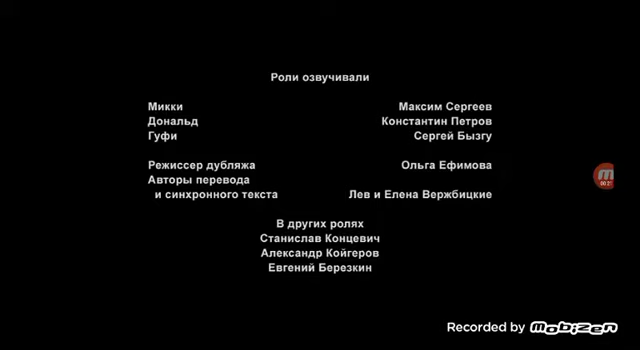 Роли озвучивали
Микки Максим Сергеев
Дональд Константин Петров
Гуфи Сергей Бызгу
Режиссер дубляжа Ольга Ефимова
Авторы перевода
и синхронного текста Лев и Елена Вержбицкие
В других ролях
Станислав Концевич
Александр Койгеров
Евгений Березкин
Recorded by Mobizen